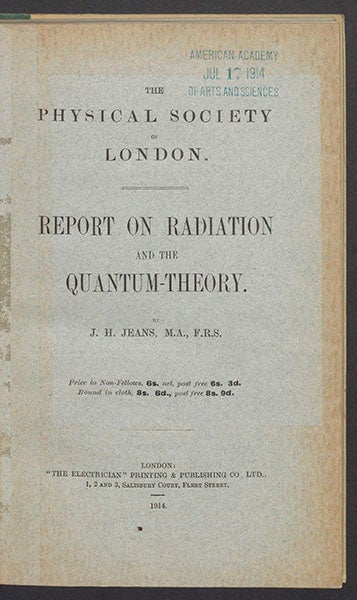 AMERICAN ACADEMY
JUL 17 1914
OF ARTS AND SCIENCES
THE
PHYSICAL SOCIETY
OF
LONDON.
REPORT ON RADIATION
AND THE
QUANTUM-THEORY.
BY
J. H. JEANS, M.A., F.R.S.
Price to Non-Fellows, 6s. net, post free 6s. 3d.
Bound in cloth, 8s. 6d., post free 8s. 9d.
LONDON:
"THE ELECTRICIAN" PRINTING & PUBLISHING CO., LTD.,
1, 2 AND 3, SALISBURY COURT, FLEET STREET.
1914.